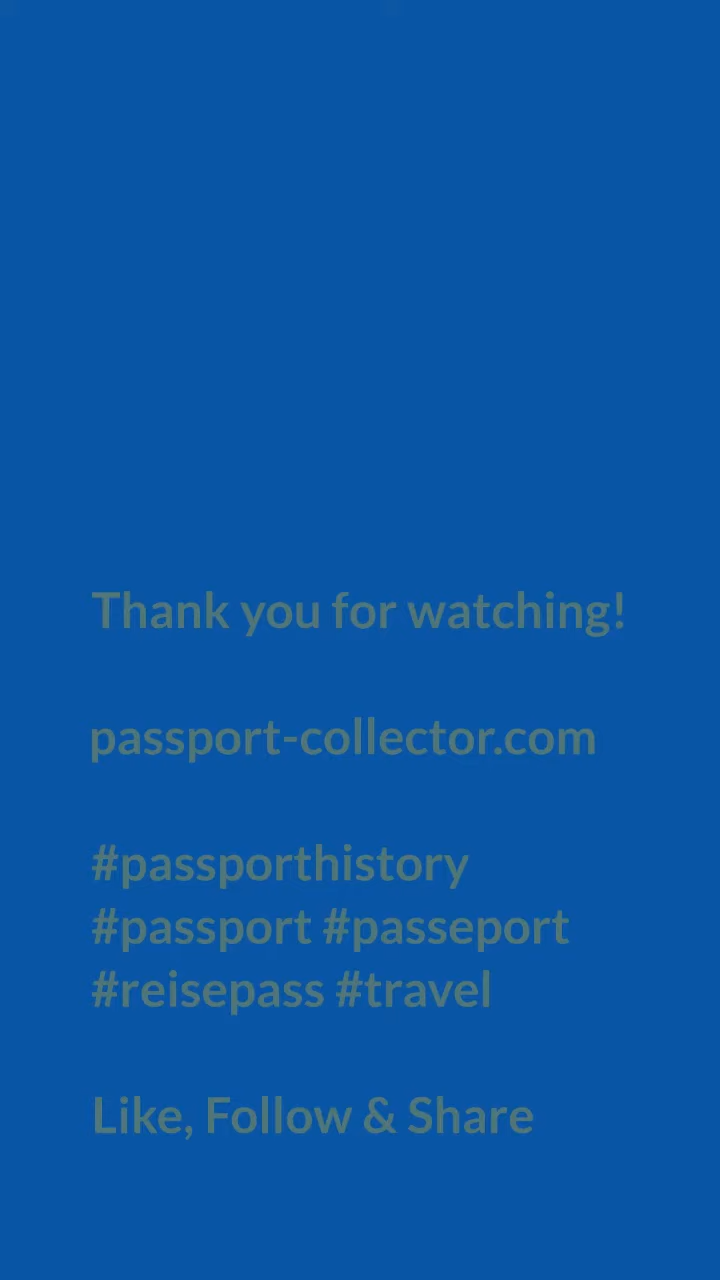 Thank you for watching!
passport-collector.com
#passporthistory
#passport #passeport
#reisepass #travel
Like, Follow & Share